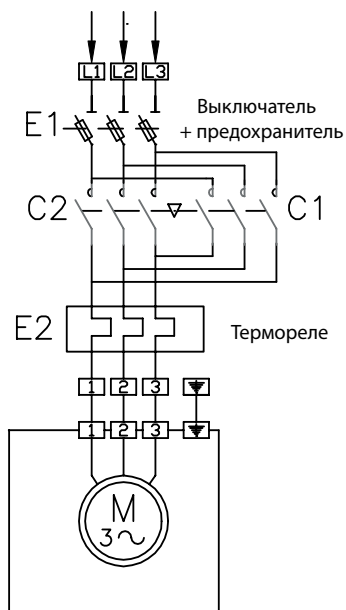 L1 L2 L3
E1
Выключатель
+ предохранитель
C2
C1
E2
Термореле
1 2 3
1 2 3
M
3~